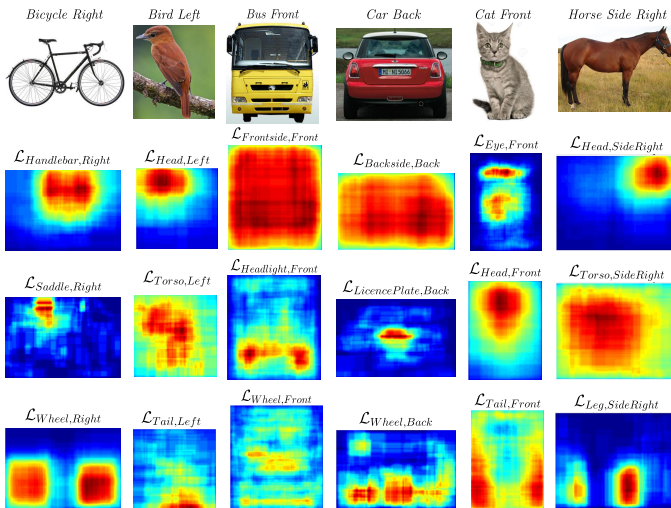 Bicycle Right Bird Left Bus Front Car Back Cat Front Horse Side Right
MI·NI5066
ℒHandlebar,Right ℒHead,Left ℒFrontside,Front ℒBackside,Back ℒEye,Front ℒHead,SideRight
ℒSaddle,Right ℒTorso,Left ℒHeadlight,Front ℒLicencePlate,Back ℒHead,Front ℒTorso,SideRight
ℒWheel,Right ℒTail,Left ℒWheel,Front ℒWheel,Back ℒTail,Front ℒLeg,SideRight